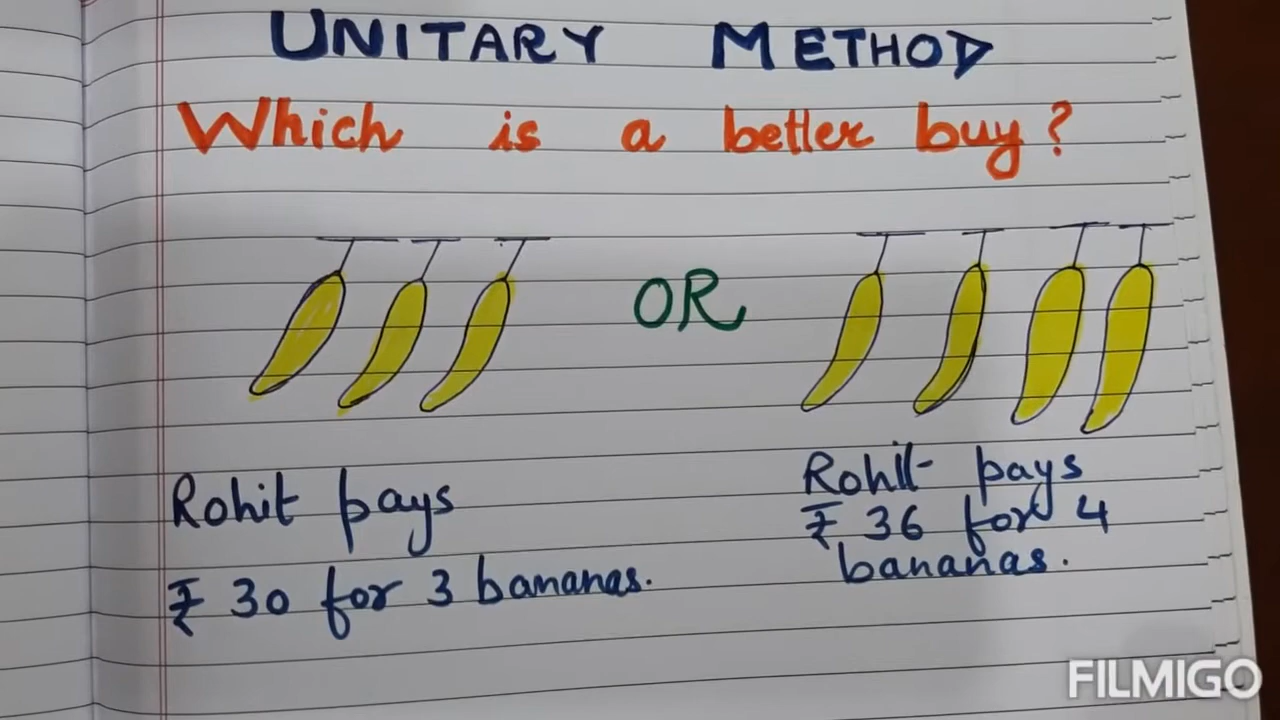 UNITARY METHOD
Which is a better buy?
OR
Rohit pays
₹ 30 for 3 bananas.
Rohit pays
₹ 36 for 4
bananas.
FILMIGO